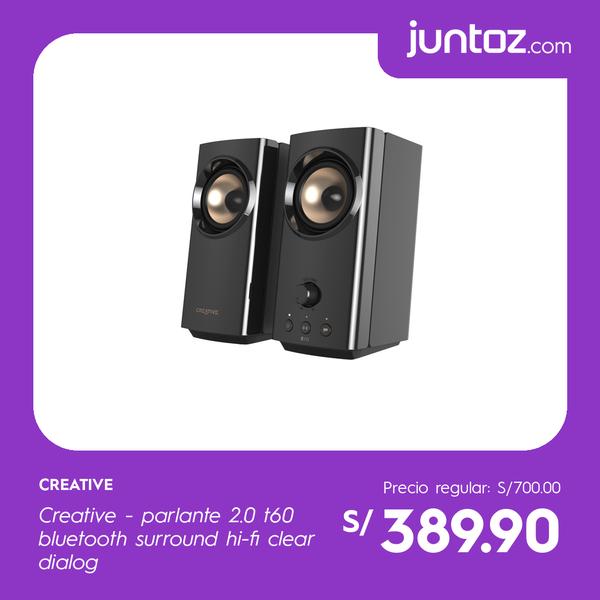 juntoz.com
CREATIVE
CREATIVE
Creative - parlante 2.0 t60
bluetooth surround hi-fi clear
dialog
Precio regular: S/700.00
S/ 389.90